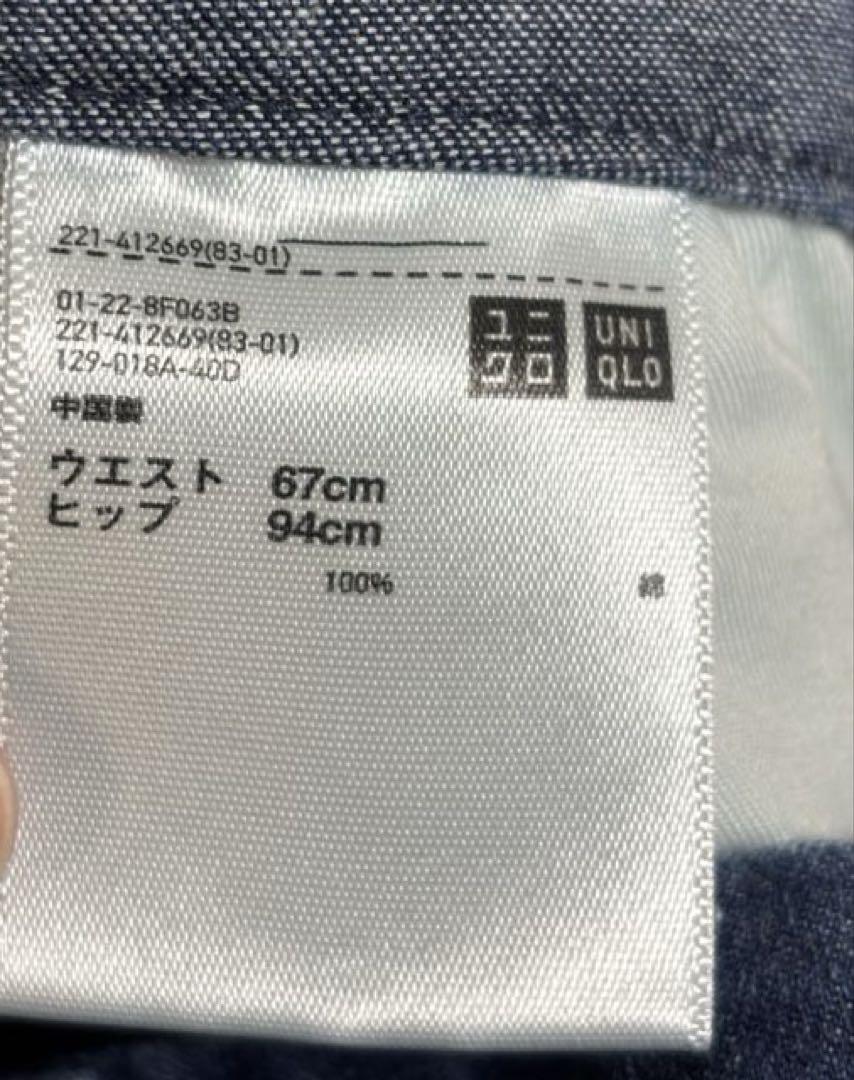 221-412669(83-01)
01-22-8F063B
221-412669(83-01)
129-018A-40D
中国製
ユニ
クロ
UNI
QLO
ウエスト 67cm
ヒップ 94cm
100% 綿